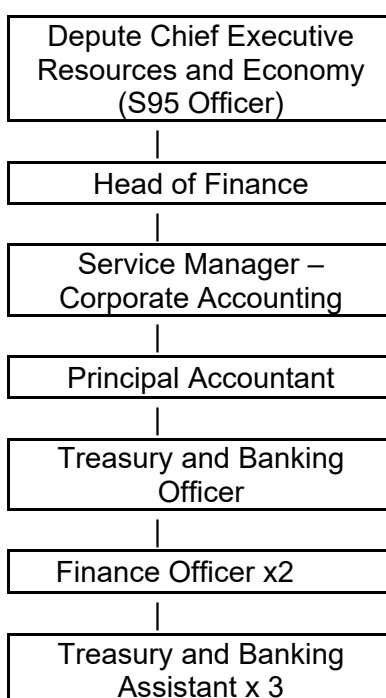 Depute Chief Executive
Resources and Economy
(S95 Officer)
Head of Finance
Service Manager –
Corporate Accounting
Principal Accountant
Treasury and Banking
Officer
Finance Officer x2
Treasury and Banking
Assistant x 3